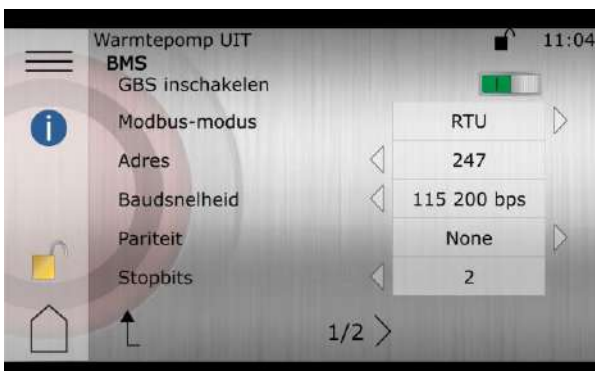 Warmtepomp UIT 11:04
BMS
GBS inschakelen
Modbus-modus RTU
Adres 247
Baudsnelheid 115 200 bps
Pariteit None
Stopbits 2
1/2